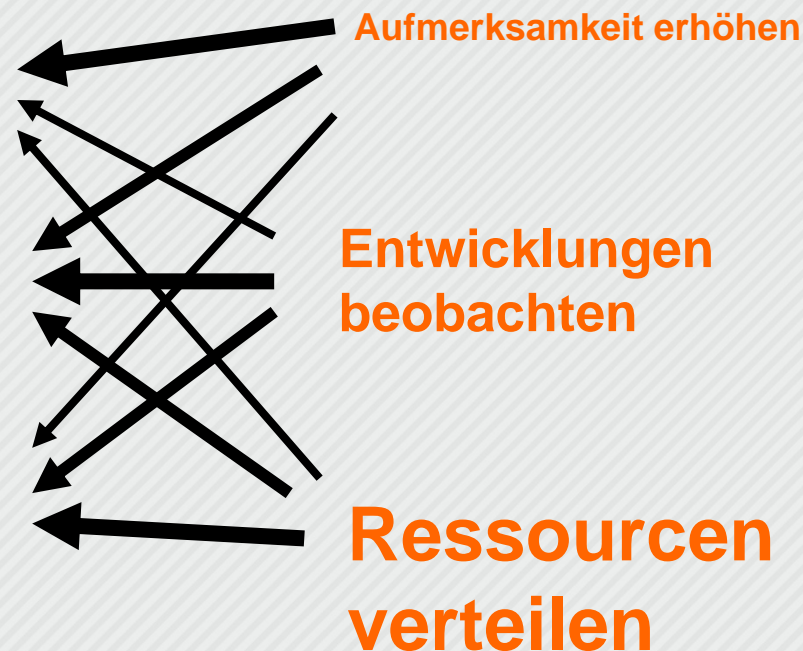 Aufmerksamkeit erhöhen
Entwicklungen
beobachten
Ressourcen
verteilen